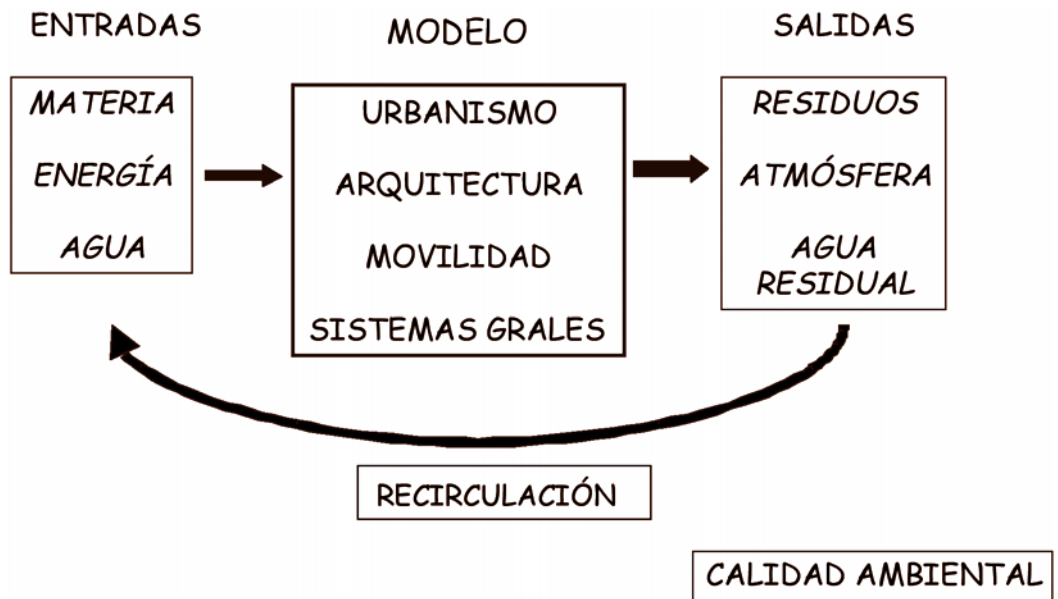 ENTRADAS
MODELO
SALIDAS
MATERIA
ENERGÍA
AGUA
URBANISMO
ARQUITECTURA
MOVILIDAD
SISTEMAS GRALES
RESIDUOS
ATMÓSFERA
AGUA
RESIDUAL
RECIRCULACIÓN
CALIDAD AMBIENTAL